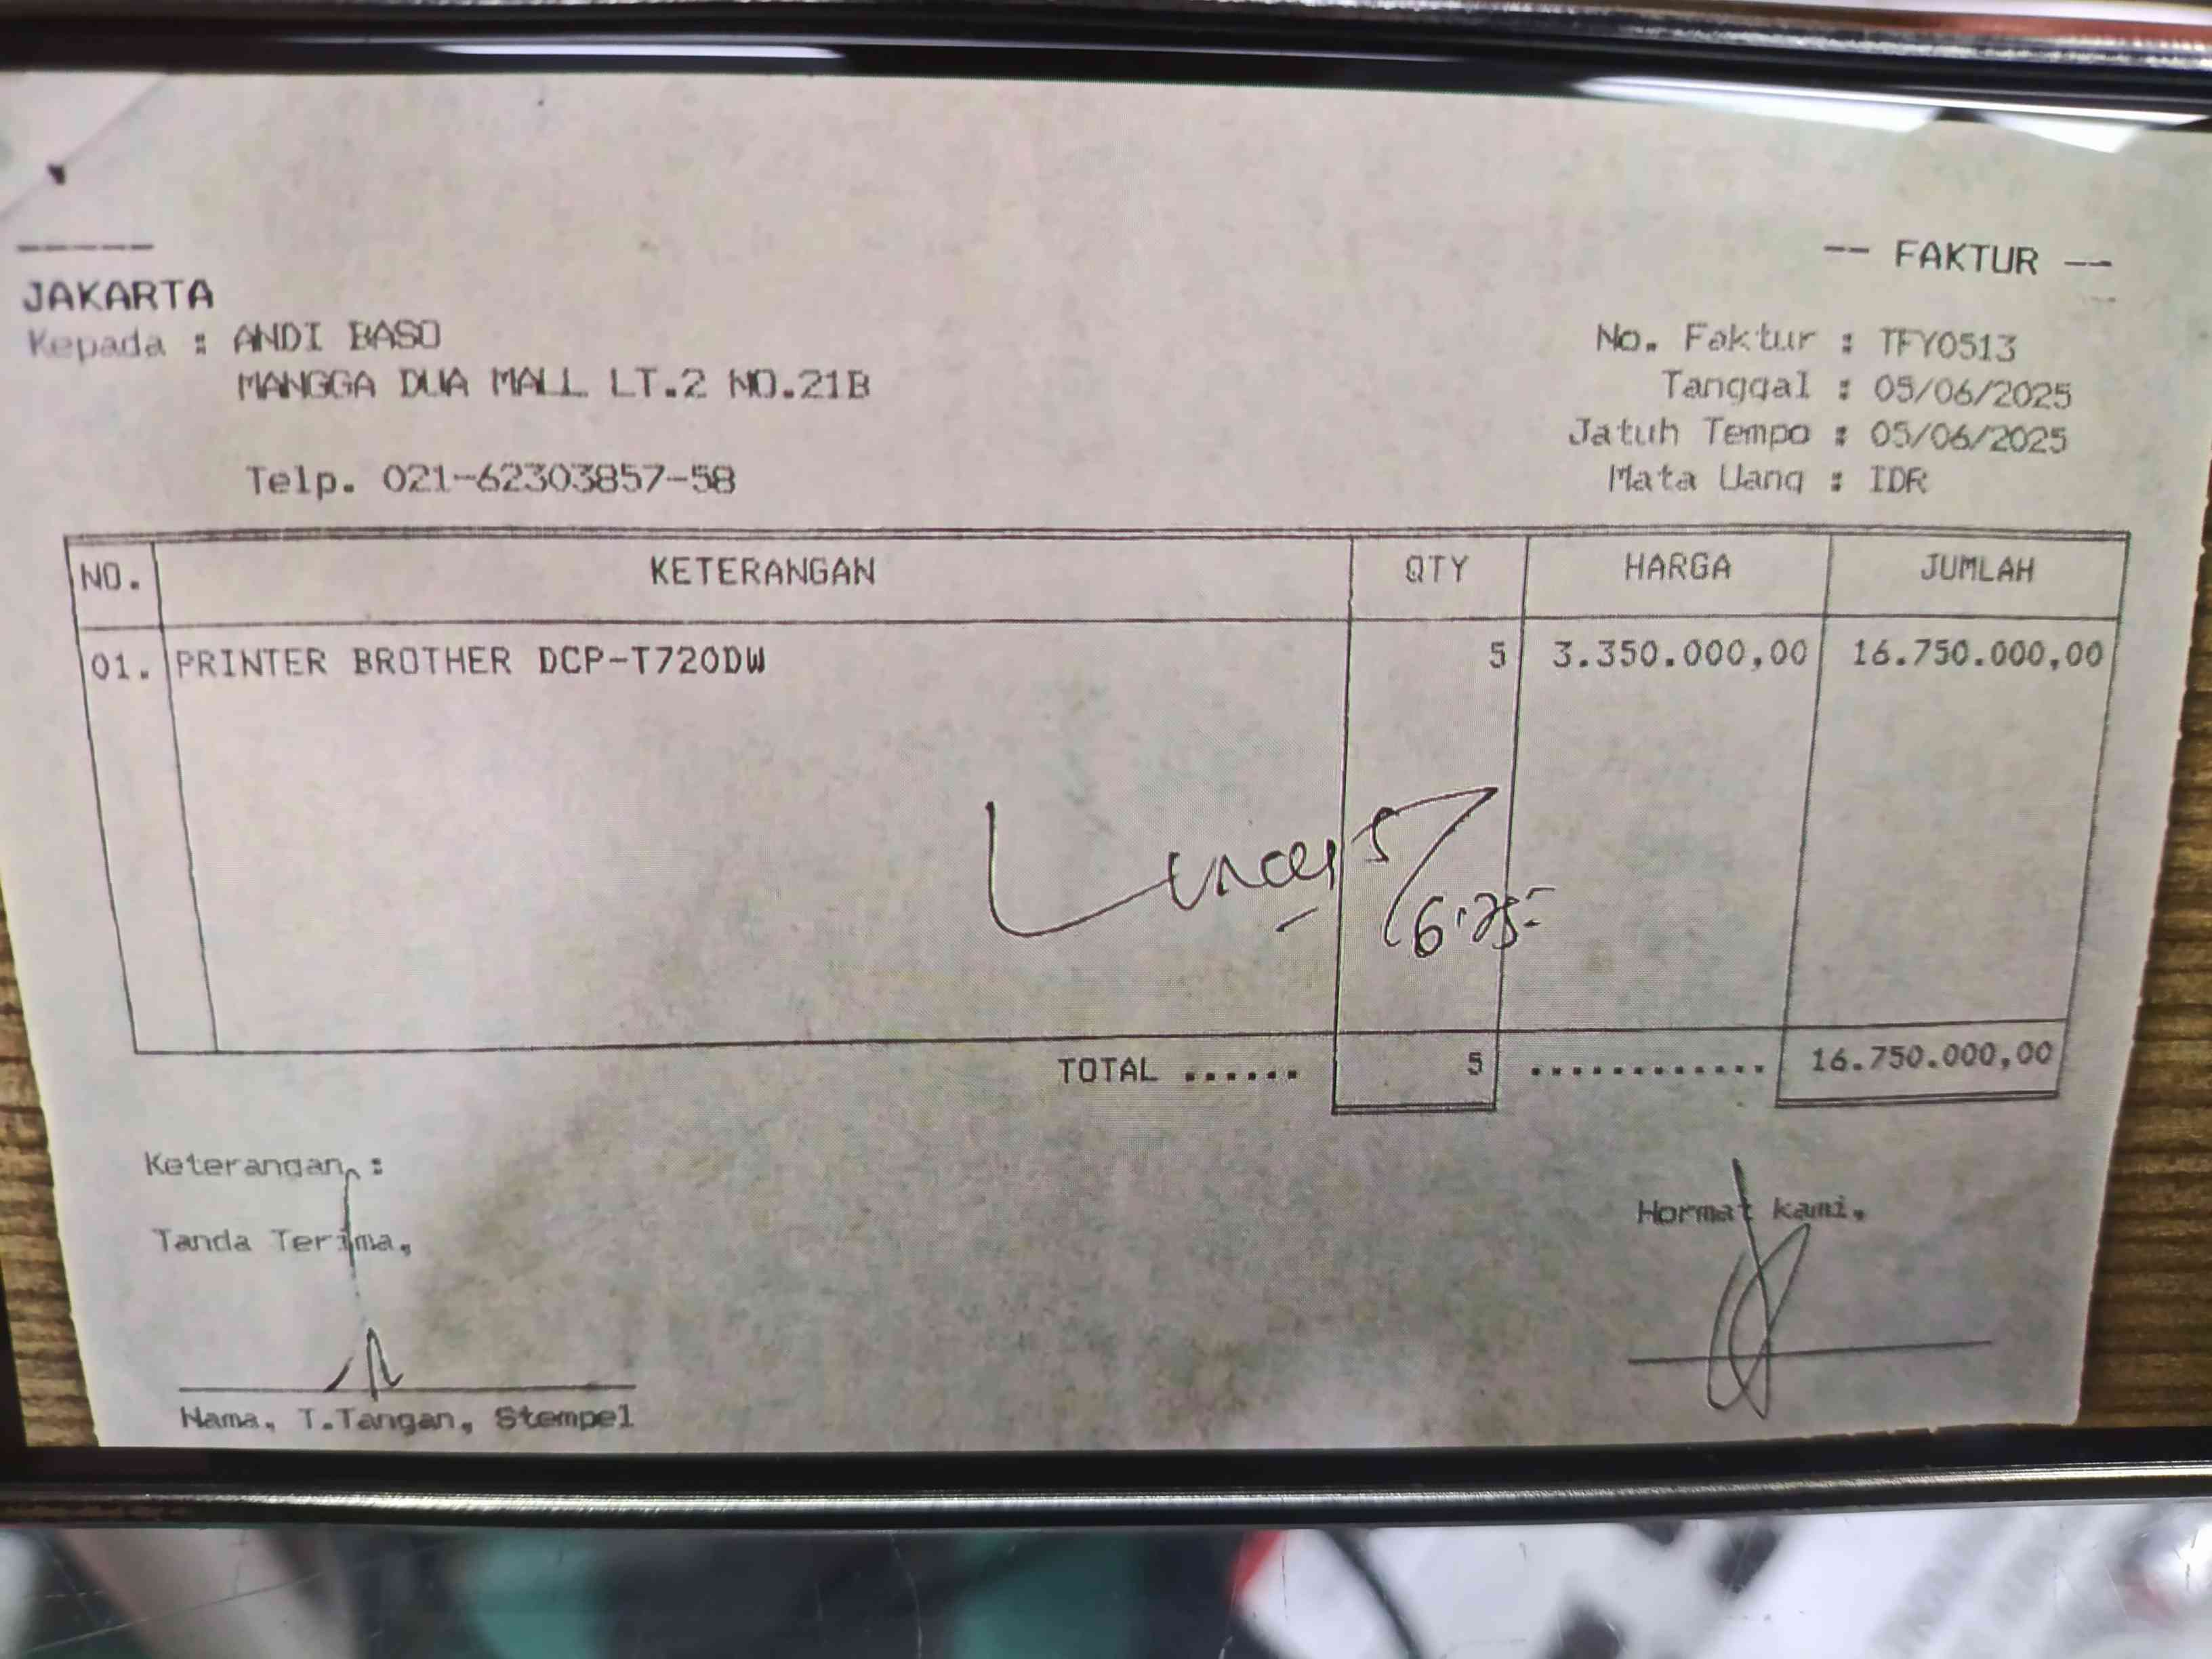 -- FAKTUR --
JAKARTA
Kepada : ANDI BASO
MANGGA DUA MALL LT.2 NO.21B
Telp. 021-62303857-58
No. Faktur : TFY0513
Tanggal : 05/06/2025
Jatuh Tempo : 05/06/2025
Mata Uang : IDR
NO. KETERANGAN QTY HARGA JUMLAH
01. PRINTER BROTHER DCP-T720DW 5 3.350.000,00 16.750.000,00
5/6'25
TOTAL ...... 5 ............ 16.750.000,00
Keterangan :
Tanda Terima,
Hormat kami,
Nama, T.Tangan, Stempel